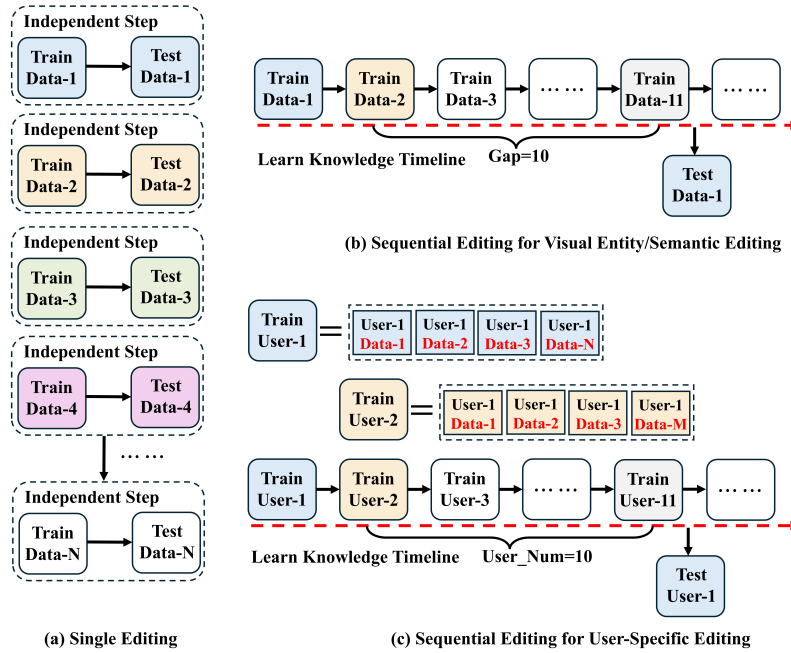 Independent Step
Train Data-1
Test Data-1
Independent Step
Train Data-2
Test Data-2
Independent Step
Train Data-3
Test Data-3
Independent Step
Train Data-4
Test Data-4
... ...
Independent Step
Train Data-N
Test Data-N
(a) Single Editing
Train Data-1
Train Data-2
Train Data-3
... ...
Train Data-11
... ...
Learn Knowledge Timeline
Gap=10
Test Data-1
(b) Sequential Editing for Visual Entity/Semantic Editing
Train User-1
=
User-1 Data-1
User-1 Data-2
User-1 Data-3
User-1 Data-N
Train User-2
=
User-1 Data-1
User-1 Data-2
User-1 Data-3
User-1 Data-M
Train User-1
Train User-2
Train User-3
... ...
Train User-11
... ...
Learn Knowledge Timeline
User_Num=10
Test User-1
(c) Sequential Editing for User-Specific Editing